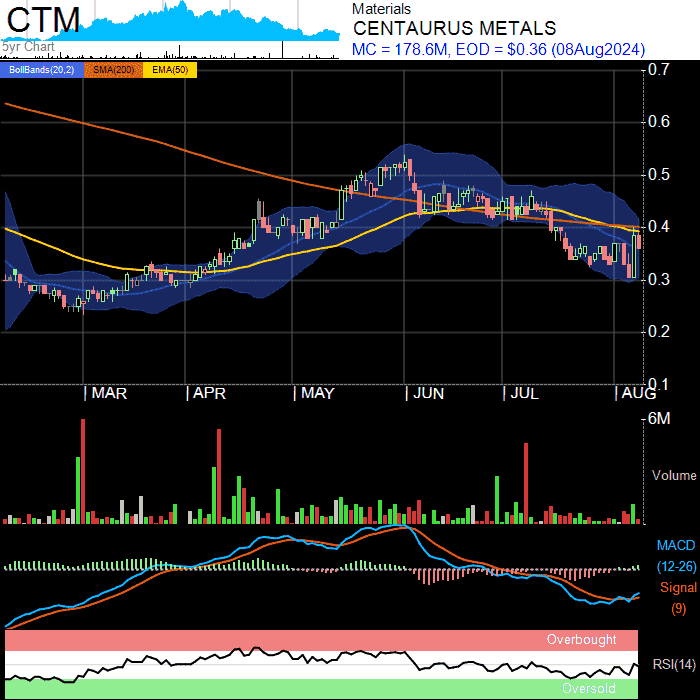 CTM
5yr Chart
Materials
CENTAURUS METALS
MC = 178.6M, EOD = $0.36 (08Aug2024)
BollBands(20,2) SMA(200) EMA(50)
0.7
0.6
0.5
0.4
0.3
0.2
0.1
| MAR | APR | MAY | JUN | JUL | AUG
6M
Volume
MACD
(12-26)
Signal
(9)
Overbought
RSI(14)
Oversold